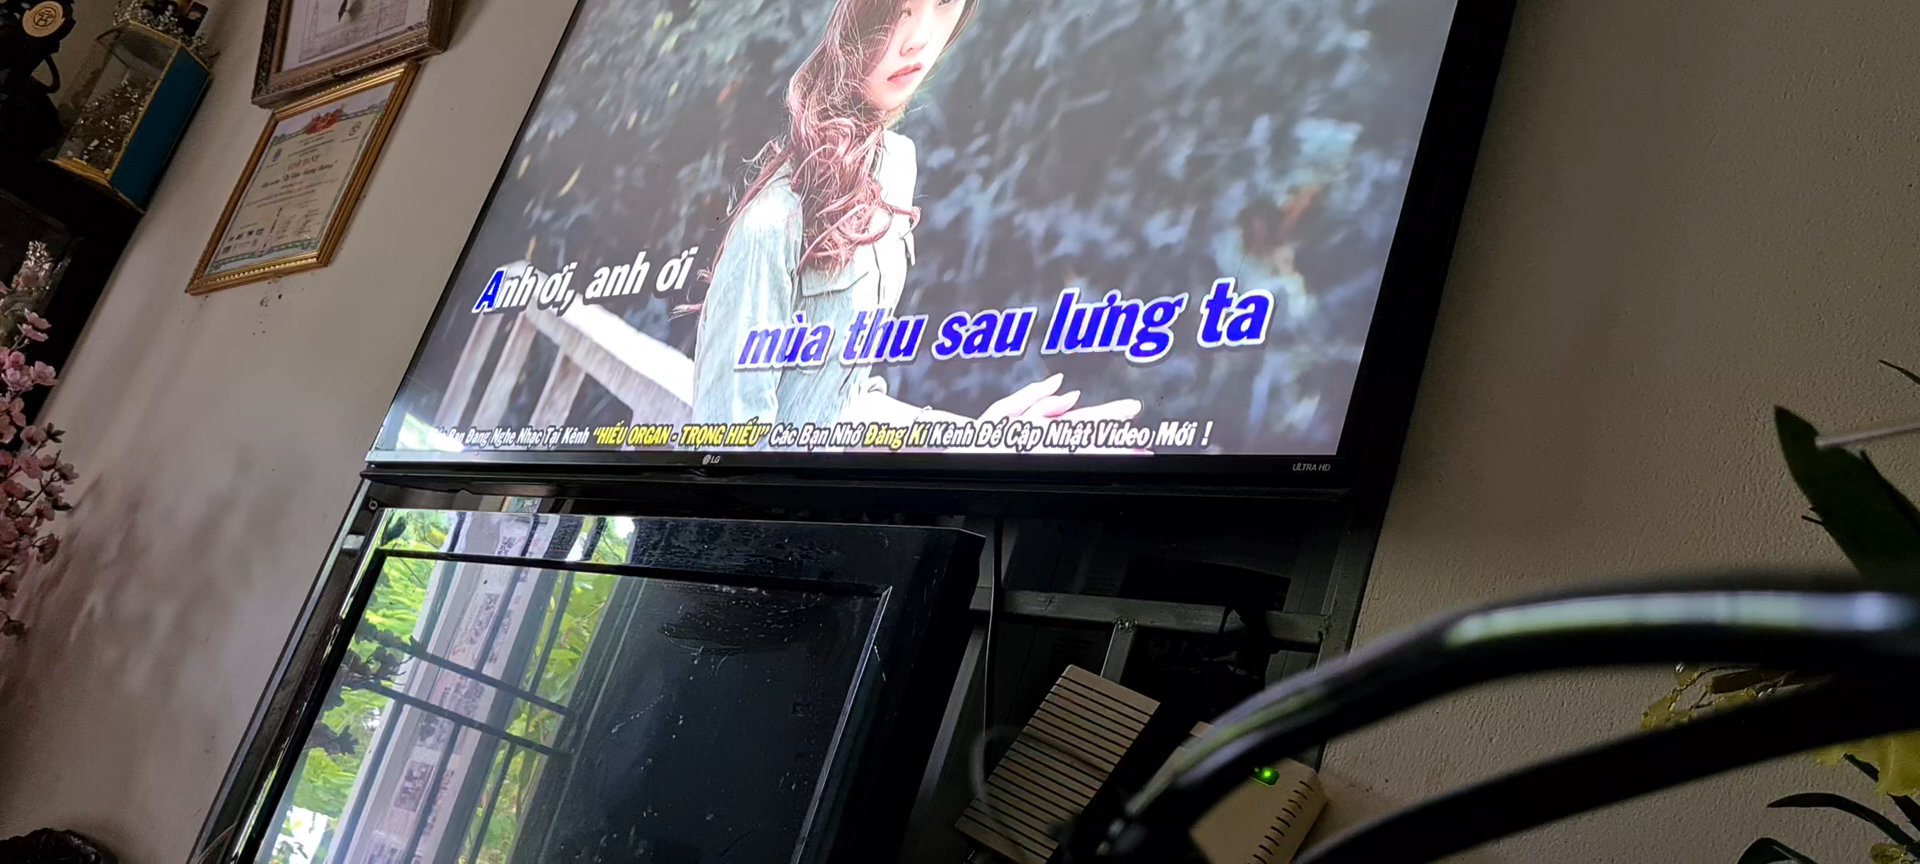 Anh ơi, anh ơi
mùa thu sau lưng ta
Bạn Đang Nghe Nhạc Tại Kênh "HIẾU ORGAN - TRỌNG HIẾU" Các Bạn Nhớ Đăng Kí Kênh Để Cập Nhật Video Mới !
LG
ULTRA HD